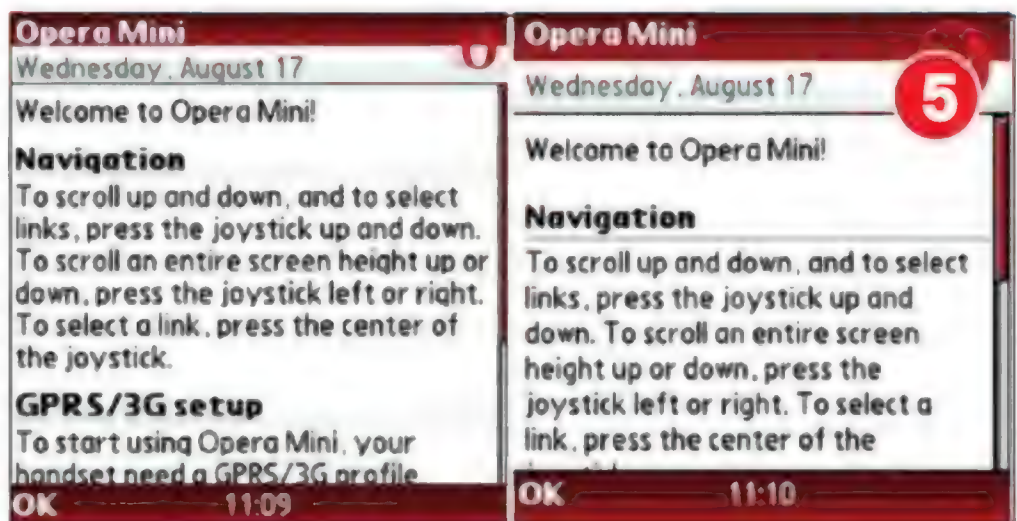 Opera Mini
Wednesday, August 17
Welcome to Opera Mini!
Navigation
To scroll up and down, and to select
links, press the joystick up and down.
To scroll an entire screen height up or
down, press the joystick left or right.
To select a link, press the center of
the joystick.
GPRS/3G setup
To start using Opera Mini, your
handset need a GPRS/3G profile
OK 11:09
Opera Mini
5
Wednesday, August 17
Welcome to Opera Mini!
Navigation
To scroll up and down, and to select
links, press the joystick up and
down. To scroll an entire screen
height up or down, press the
joystick left or right. To select a
link, press the center of the
OK 11:10